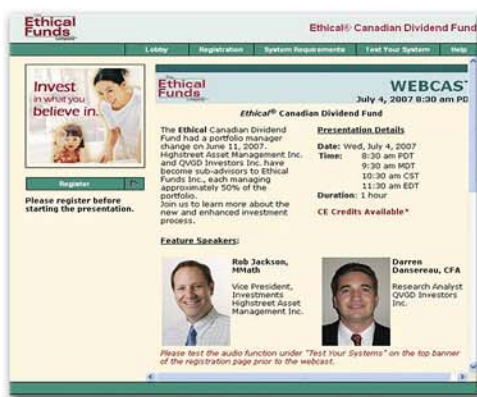 The
Ethical
Funds
Company
Ethical® Canadian Dividend Fund
Lobby Registration System Requirements Test Your System Help
Invest
in what you
believe in.
Register
Please register before
starting the presentation.
The
Ethical
Funds
WEBCAS
July 4, 2007 8:30 am PD
Ethical® Canadian Dividend Fund
The Ethical Canadian Dividend
Fund had a portfolio manager
change on June 11, 2007.
Highstreet Asset Management Inc.
and QVGD Investors Inc. have
become sub-advisors to Ethical
Funds Inc., each managing
approximately 50% of the
portfolio.
Join us to learn more about the
new and enhanced investment
process.
Presentation Details
Date: Wed, July 4, 2007
Time: 8:30 am PDT
9:30 am MDT
10:30 am CST
11:30 am EDT
Duration: 1 hour
CE Credits Available*
Feature Speakers:
Rob Jackson,
MMath
Vice President,
Investments
Highstreet Asset
Management Inc.
Darren
Dansereau, CFA
Research Analyst
QVGD Investors
Inc.
Please test the audio function under "Test Your Systems" on the top banner
of the registration page prior to the webcast.